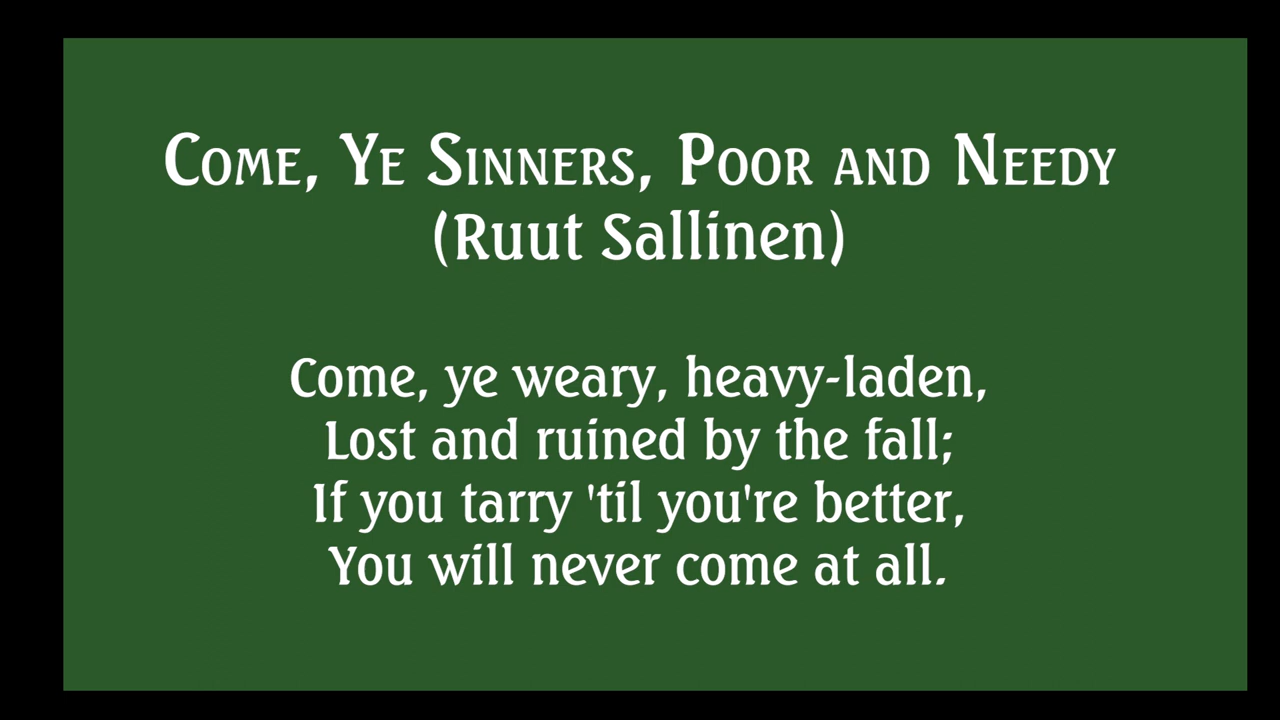 Come, Ye Sinners, Poor and Needy
(Ruut Sallinen)
Come, ye weary, heavy-laden,
Lost and ruined by the fall;
If you tarry 'til you're better,
You will never come at all.